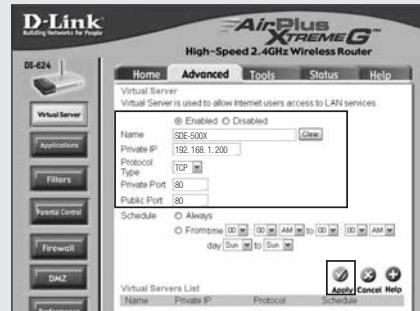 D-Link
Building Networks for People
AirPlus
XTREME G
High-Speed 2.4GHz Wireless Router
DI-624
Home Advanced Tools Status Help
Virtual Server
Virtual Server is used to allow Internet users access to LAN services.
Enabled Disabled
Name SDE-500X Clear
Private IP 192.168.1.200
Protocol Type TCP
Private Port 80
Public Port 80
Schedule Always
From time 00 : 00 AM to 00 : 00 AM
day Sun to Sun
Apply Cancel Help
Virtual Servers List
Name Private IP Protocol Schedule
Virtual Server
Applications
Filters
Parental Control
Firewall
DMZ
Performance